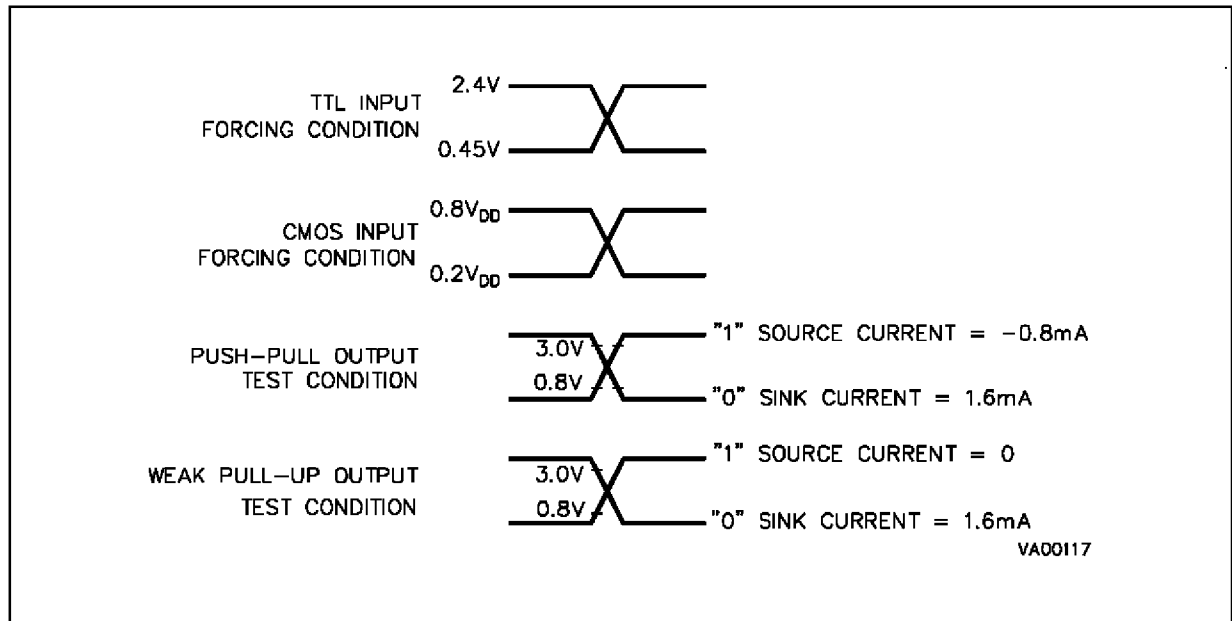 TTL INPUT
FORCING CONDITION
2.4V
0.45V
CMOS INPUT
FORCING CONDITION
0.8VDD
0.2VDD
PUSH-PULL OUTPUT
TEST CONDITION
3.0V
0.8V
"1" SOURCE CURRENT = -0.8mA
"0" SINK CURRENT = 1.6mA
WEAK PULL-UP OUTPUT
TEST CONDITION
3.0V
0.8V
"1" SOURCE CURRENT = 0
"0" SINK CURRENT = 1.6mA
VA00117